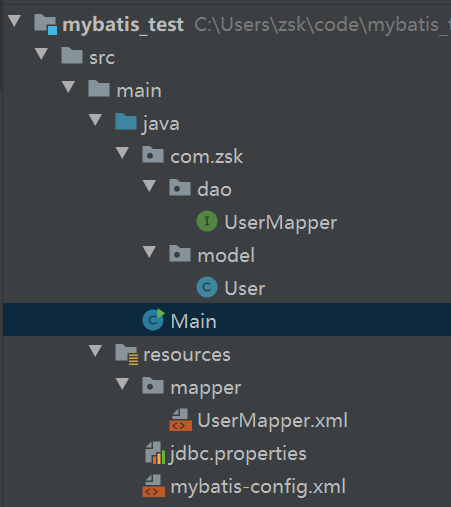 mybatis_test C:\Users\zsk\code\mybatis_t
src
main
java
com.zsk
dao
I UserMapper
model
C User
C Main
resources
mapper
UserMapper.xml
jdbc.properties
mybatis-config.xml